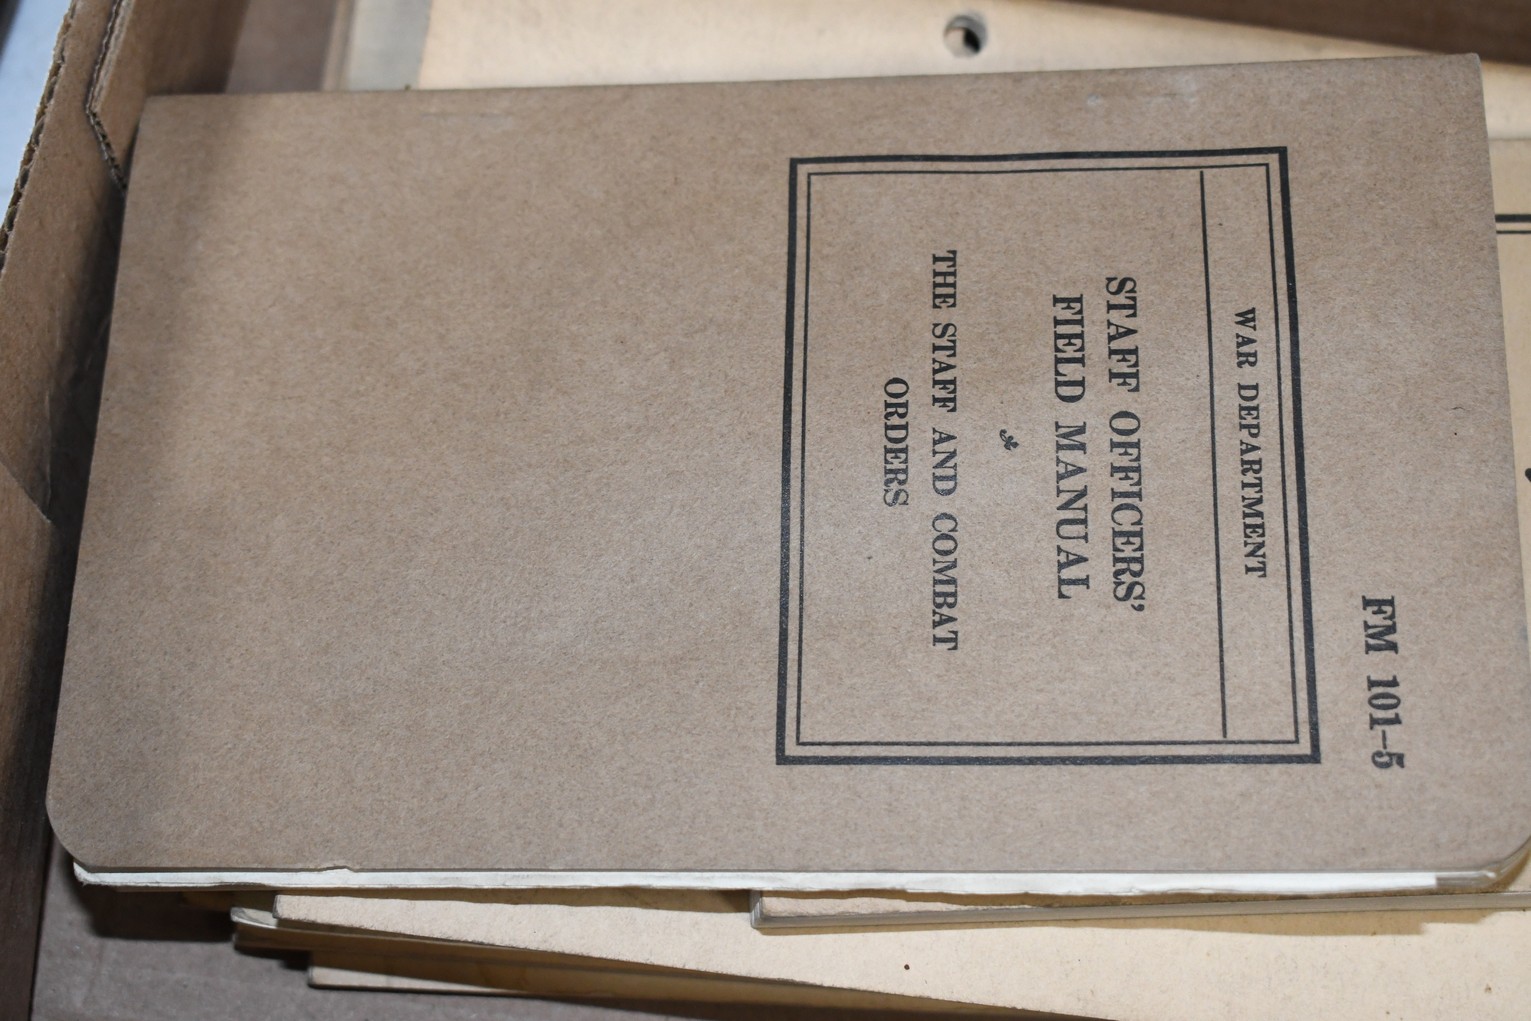 FM 101-5
WAR DEPARTMENT
STAFF OFFICERS'
FIELD MANUAL
THE STAFF AND COMBAT
ORDERS